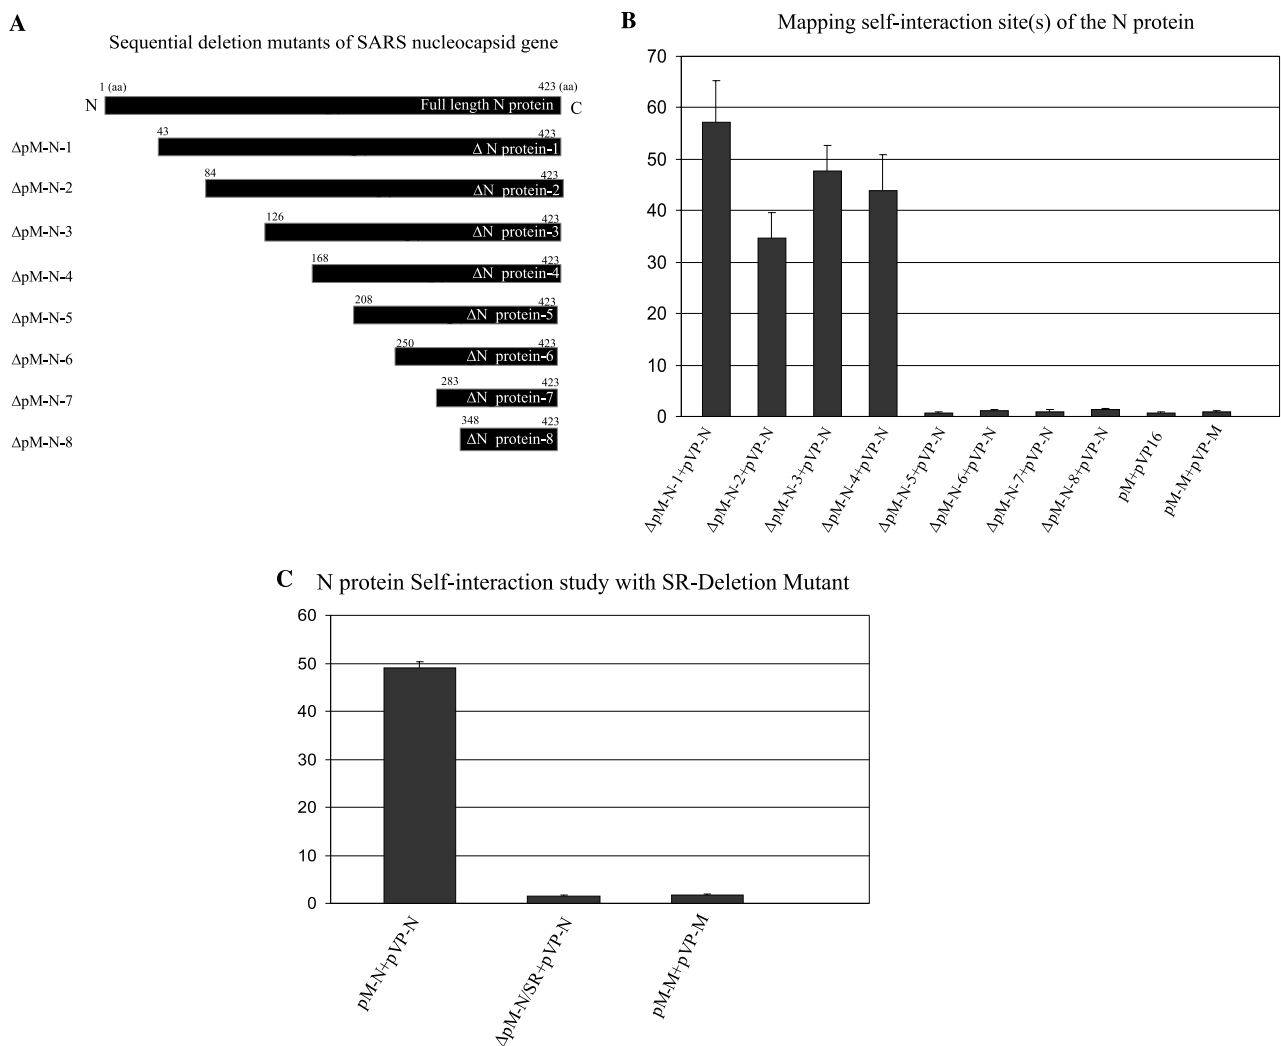 A
Sequential deletion mutants of SARS nucleocapsid gene
1 (aa)
423 (aa)
N
Full length N protein
C
ΔpM-N-1
43
423
Δ N protein-1
ΔpM-N-2
84
423
ΔN protein-2
ΔpM-N-3
126
423
ΔN protein-3
ΔpM-N-4
168
423
ΔN protein-4
ΔpM-N-5
208
423
ΔN protein-5
ΔpM-N-6
250
423
ΔN protein-6
ΔpM-N-7
283
423
ΔN protein-7
ΔpM-N-8
348
423
ΔN protein-8
B
Mapping self-interaction site(s) of the N protein
70
60
50
40
30
20
10
0
ΔpM-N-1+pVP-N
ΔpM-N-2+pVP-N
ΔpM-N-3+pVP-N
ΔpM-N-4+pVP-N
ΔpM-N-5+pVP-N
ΔpM-N-6+pVP-N
ΔpM-N-7+pVP-N
ΔpM-N-8+pVP-N
pM+pVP16
pM-M+pVP-M
C
N protein Self-interaction study with SR-Deletion Mutant
60
50
40
30
20
10
0
pM-N+pVP-N
ΔpM-N/SR+pVP-N
pM-M+pVP-M